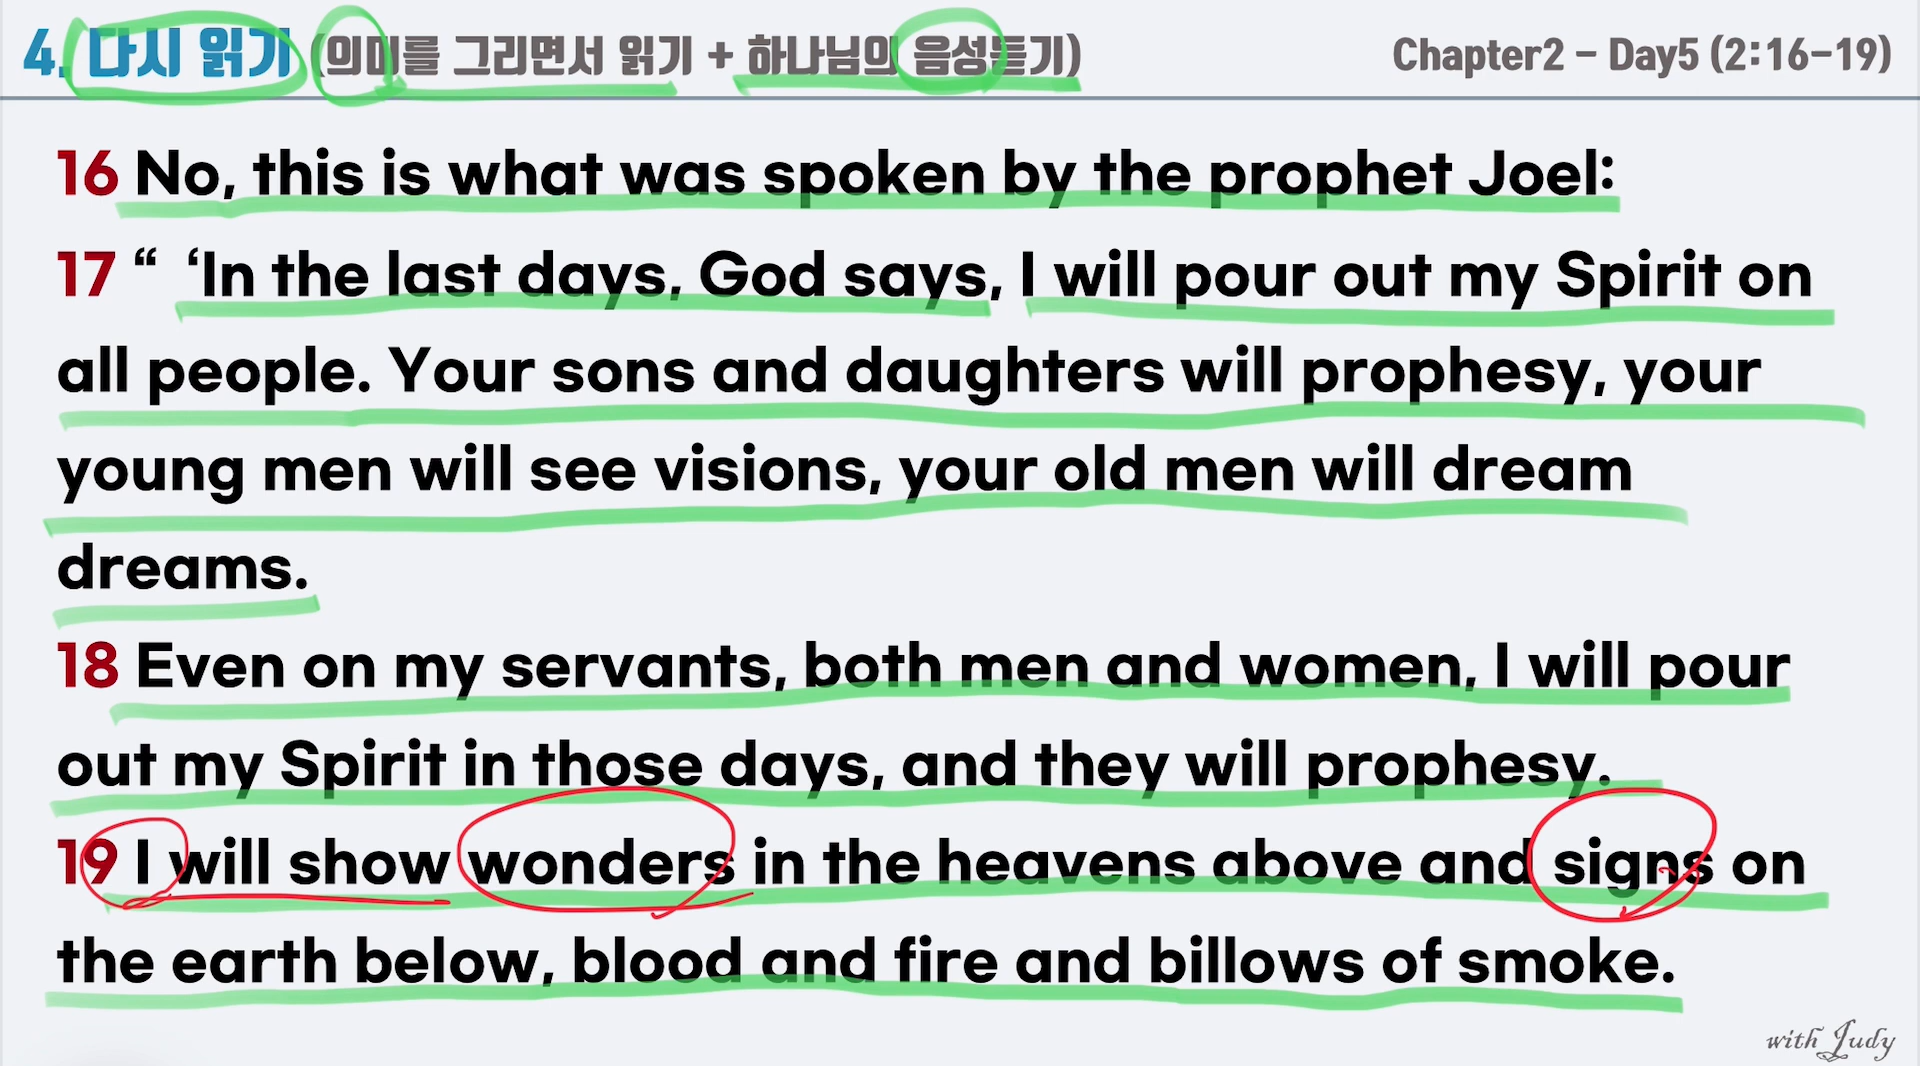 4. 다시 읽기 (의미를 그리면서 읽기 + 하나님의 음성듣기)
Chapter2 - Day5 (2:16-19)
16 No, this is what was spoken by the prophet Joel:
17 “ ‘In the last days, God says, I will pour out my Spirit on
all people. Your sons and daughters will prophesy, your
young men will see visions, your old men will dream
dreams.
18 Even on my servants, both men and women, I will pour
out my Spirit in those days, and they will prophesy.
19 I will show wonders in the heavens above and signs on
the earth below, blood and fire and billows of smoke.
with Judy